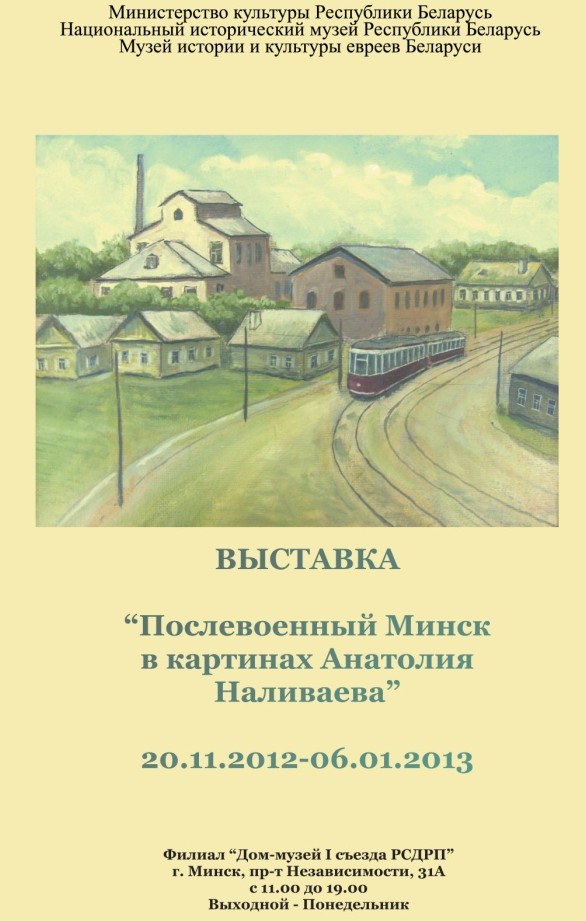 Министерство культуры Республики Беларусь
Национальный исторический музей Республики Беларусь
Музей истории и культуры евреев Беларуси
ВЫСТАВКА
“Послевоенный Минск
в картинах Анатолия
Наливаева”
20.11.2012-06.01.2013
Филиал “Дом-музей I съезда РСДРП”
г. Минск, пр-т Независимости, 31А
с 11.00 до 19.00
Выходной - Понедельник